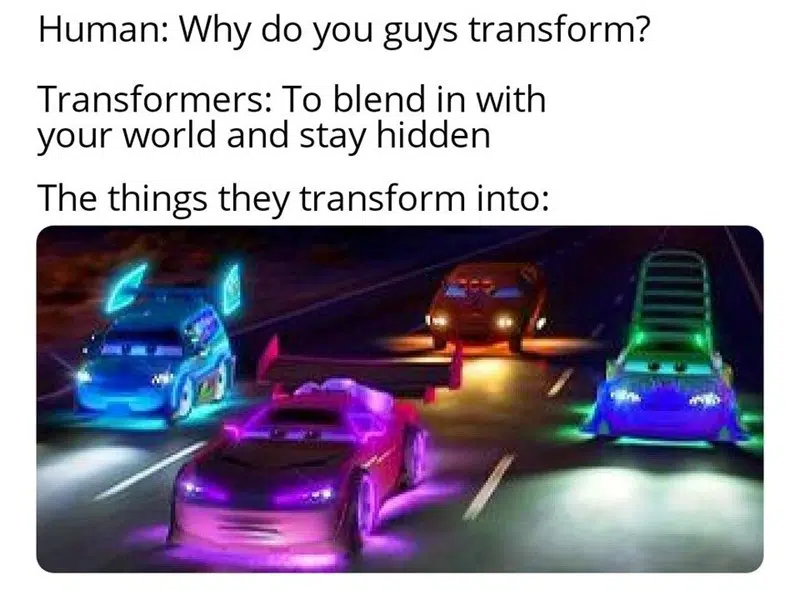 Human: Why do you guys transform?
Transformers: To blend in with
your world and stay hidden
The things they transform into: